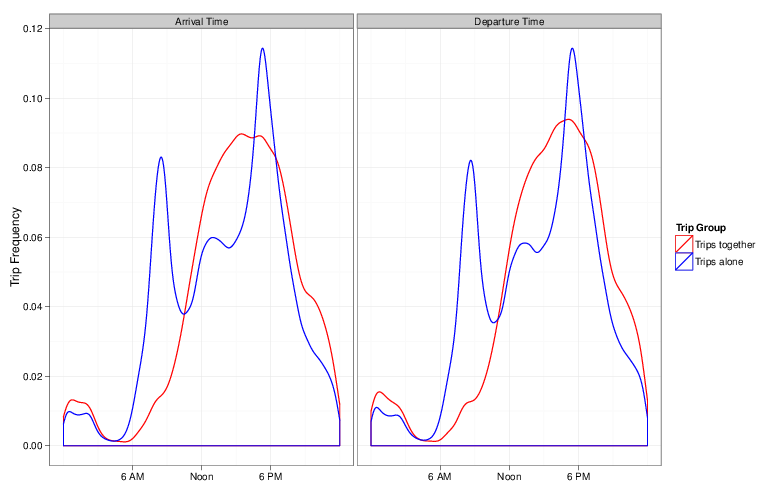 Arrival Time
Departure Time
Trip Frequency
0.12
0.10
0.08
0.06
0.04
0.02
0.00
6 AM
Noon
6 PM
6 AM
Noon
6 PM
Trip Group
Trips together
Trips alone